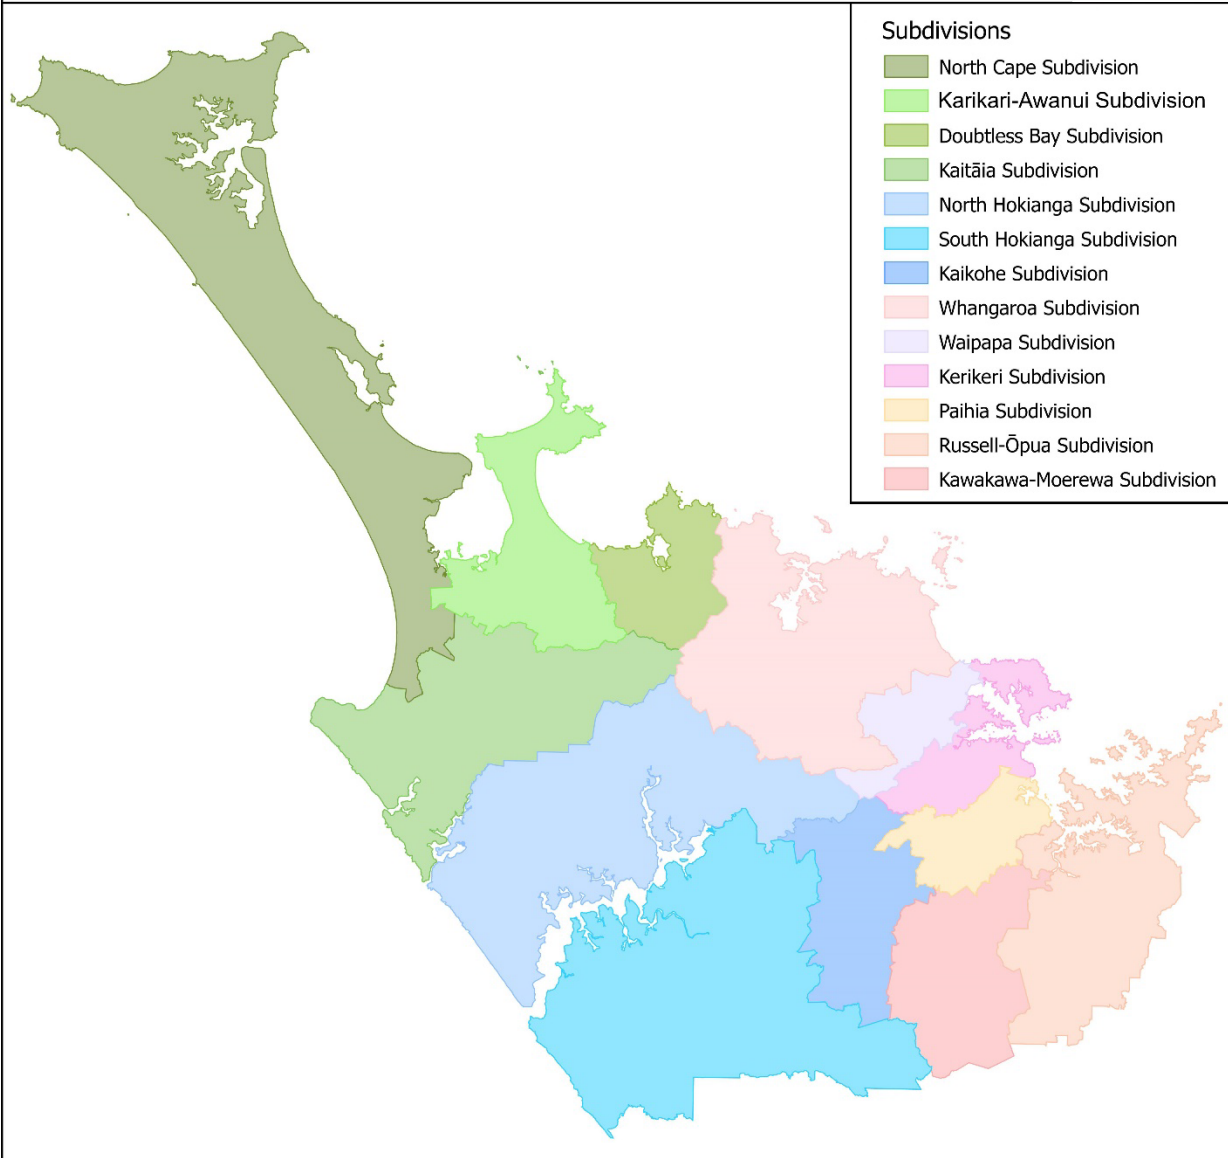 Subdivisions
North Cape Subdivision
Karikari-Awanui Subdivision
Doubtless Bay Subdivision
Kaitāia Subdivision
North Hokianga Subdivision
South Hokianga Subdivision
Kaikohe Subdivision
Whangaroa Subdivision
Waipapa Subdivision
Kerikeri Subdivision
Paihia Subdivision
Russell-Ōpua Subdivision
Kawakawa-Moerewa Subdivision